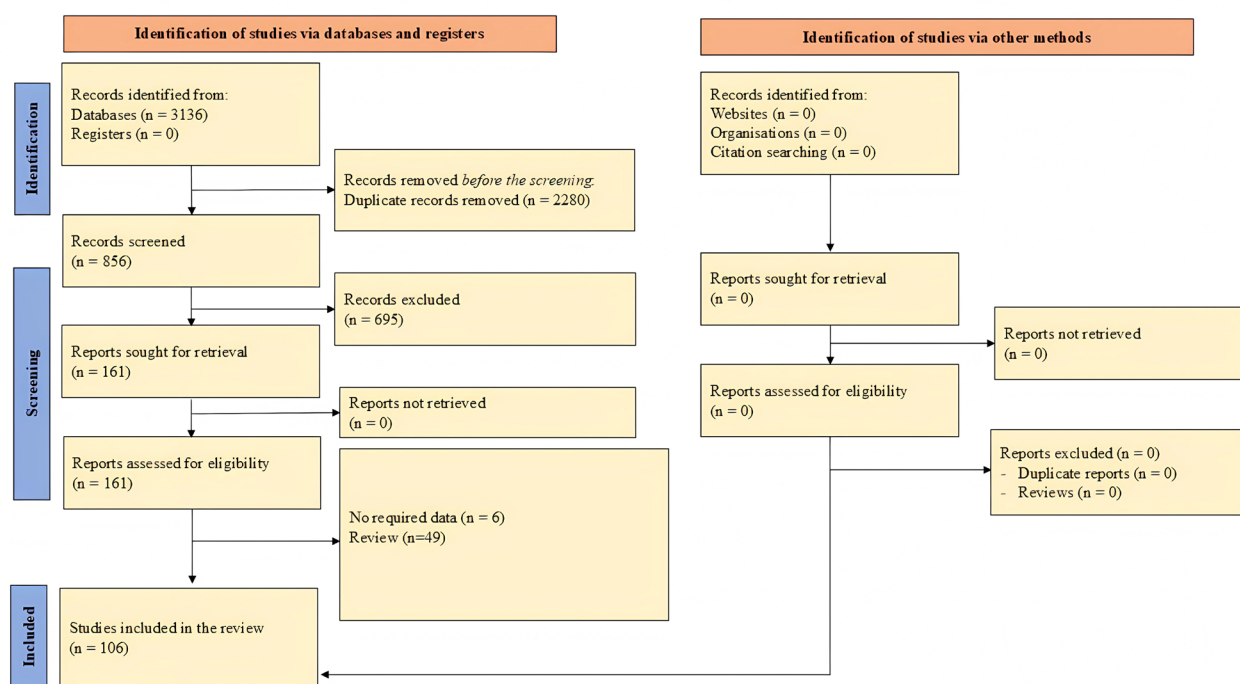 Identification of studies via databases and registers
Identification
Records identified from:
Databases (n = 3136)
Registers (n = 0)
Records removed before the screening:
Duplicate records removed (n = 2280)
Records screened
(n = 856)
Screening
Records excluded
(n = 695)
Reports sought for retrieval
(n = 161)
Reports not retrieved
(n = 0)
Reports assessed for eligibility
(n = 161)
No required data (n = 6)
Review (n=49)
Included
Studies included in the review
(n = 106)
Identification of studies via other methods
Records identified from:
Websites (n = 0)
Organisations (n = 0)
Citation searching (n = 0)
Reports sought for retrieval
(n = 0)
Reports not retrieved
(n = 0)
Reports assessed for eligibility
(n = 0)
Reports excluded (n = 0)
- Duplicate reports (n = 0)
- Reviews (n = 0)